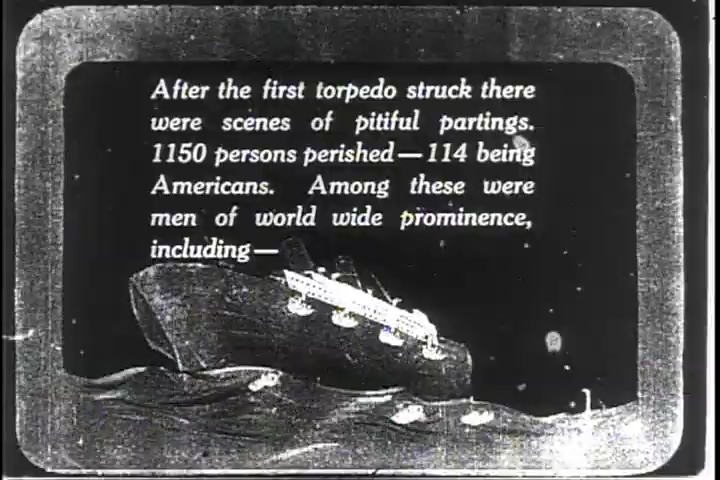 After the first torpedo struck there
were scenes of pitiful partings.
1150 persons perished — 114 being
Americans. Among these were
men of world wide prominence,
including —